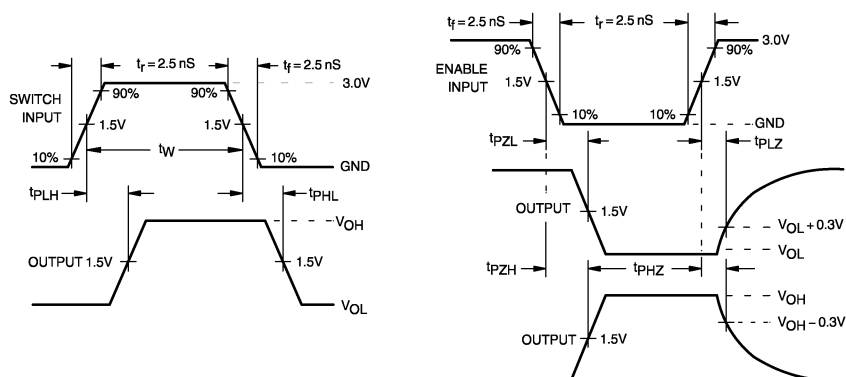 tr = 2.5 nS
tf = 2.5 nS
3.0V
SWITCH
INPUT
90%
90%
1.5V
1.5V
10%
tW
10%
GND
tPLH
tPHL
VOH
OUTPUT 1.5V
1.5V
VOL
tf = 2.5 nS
tr = 2.5 nS
90%
90%
3.0V
ENABLE
INPUT
1.5V
1.5V
10%
10%
GND
tPZL
tPLZ
OUTPUT
1.5V
VOL + 0.3V
VOL
tPZH
tPHZ
VOH
VOH – 0.3V
OUTPUT
1.5V